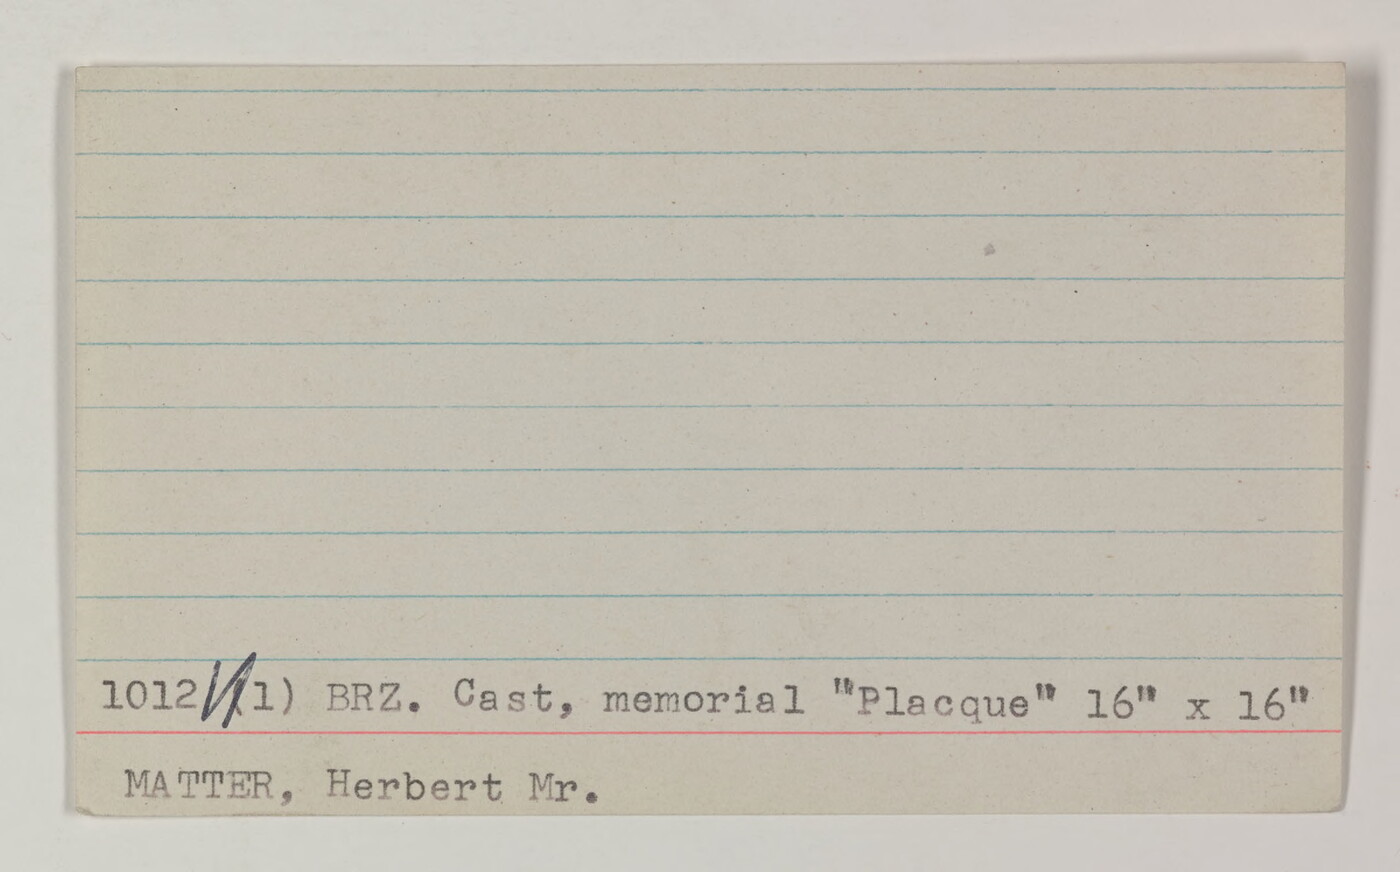 1012 (1) BRZ. Cast, memorial "Placque" 16" x 16"
MATTER, Herbert Mr.